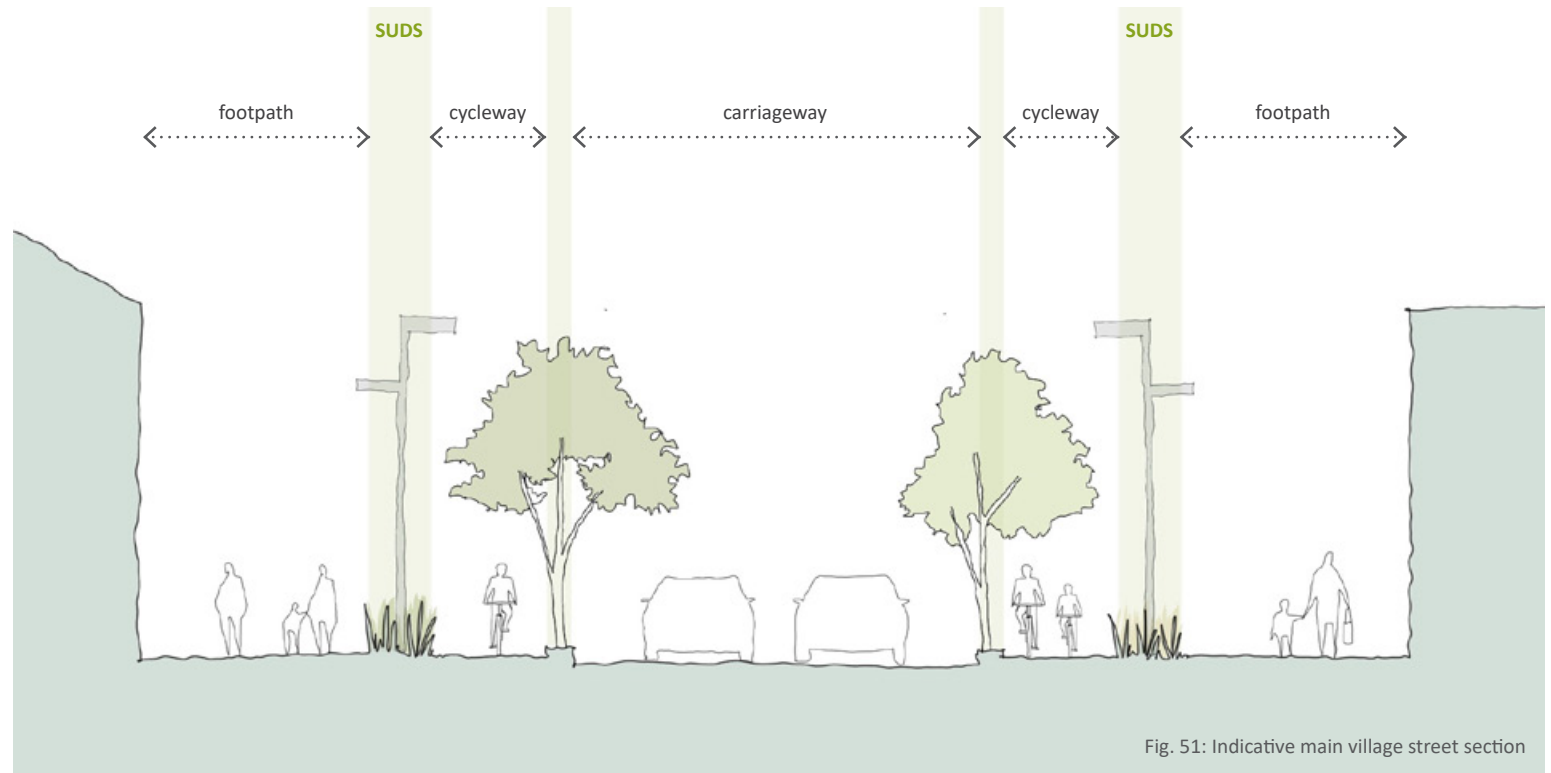 SUDS
SUDS
footpath
cycleway
carriageway
cycleway
footpath
Fig. 51: Indicative main village street section